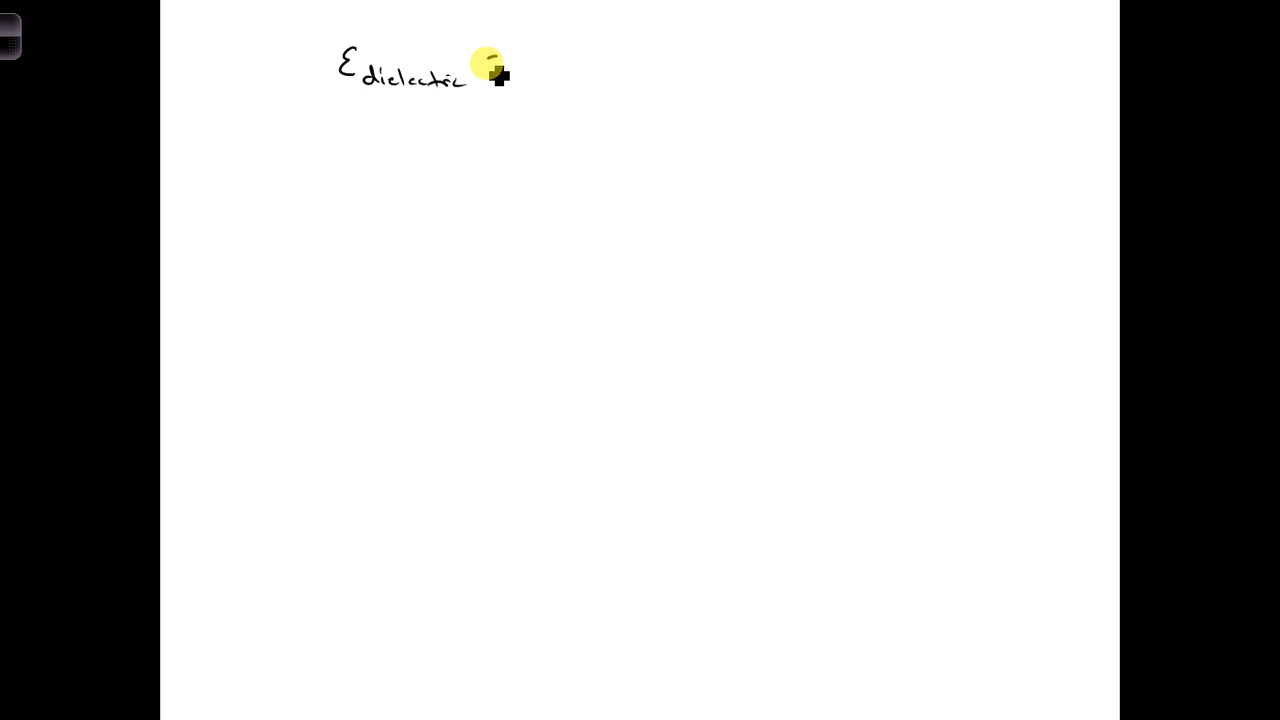 ε dielectric =